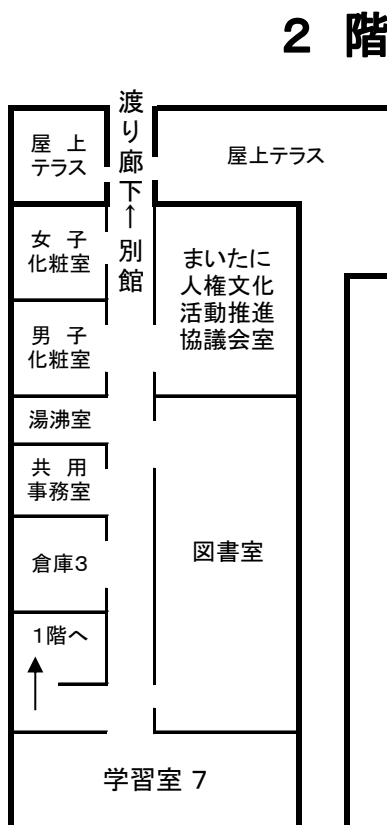 2 階
渡り廊下↑別館
屋 上
テラス
屋上テラス
女 子
化粧室
まいたに
人権文化
活動推進
協議会室
男 子
化粧室
湯沸室
共 用
事務室
図書室
倉庫3
1階へ
学習室 7